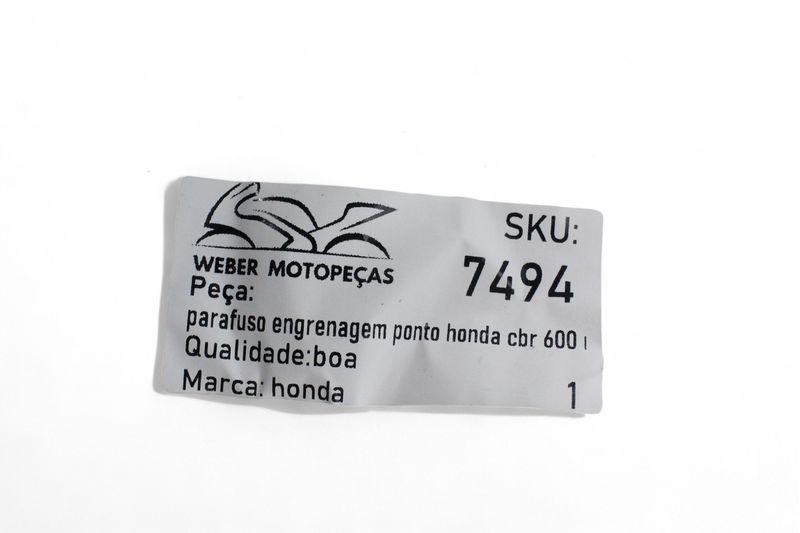 WEBER MOTOPEÇAS
SKU:
7494
Peça:
parafuso engrenagem ponto honda cbr 600
Qualidade:boa
Marca: honda
1